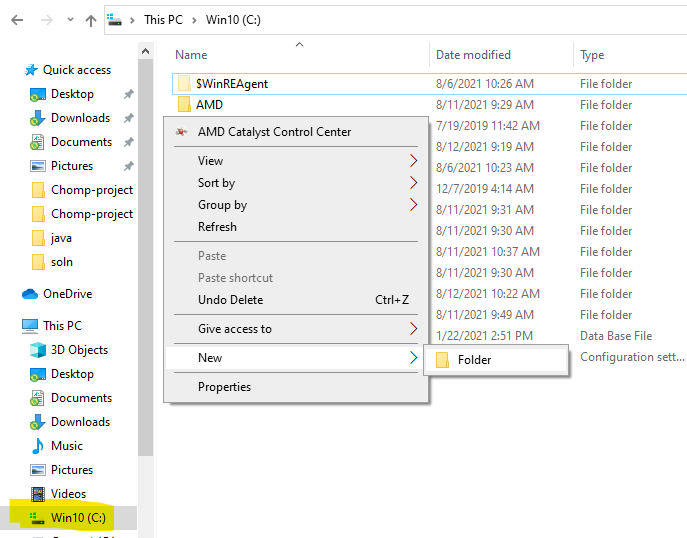 This PC > Win10 (C:)
Name Date modified Type
Quick access
Desktop
Downloads
Documents
Pictures
Chomp-project
Chomp-project
java
soln
OneDrive
This PC
3D Objects
Desktop
Documents
Downloads
Music
Pictures
Videos
Win10 (C:)
$WinREAgent 8/6/2021 10:26 AM File folder
AMD 8/11/2021 9:29 AM File folder
7/19/2019 11:42 AM File folder
8/12/2021 9:19 AM File folder
8/6/2021 10:23 AM File folder
12/7/2019 4:14 AM File folder
8/11/2021 9:31 AM File folder
8/11/2021 9:30 AM File folder
8/11/2021 10:37 AM File folder
8/11/2021 9:30 AM File folder
8/12/2021 10:22 AM File folder
8/11/2021 9:49 AM File folder
1/22/2021 2:51 PM Data Base File
Configuration sett...
AMD Catalyst Control Center
View
Sort by
Group by
Refresh
Paste
Paste shortcut
Undo Delete Ctrl+Z
Give access to
New
Properties
Folder